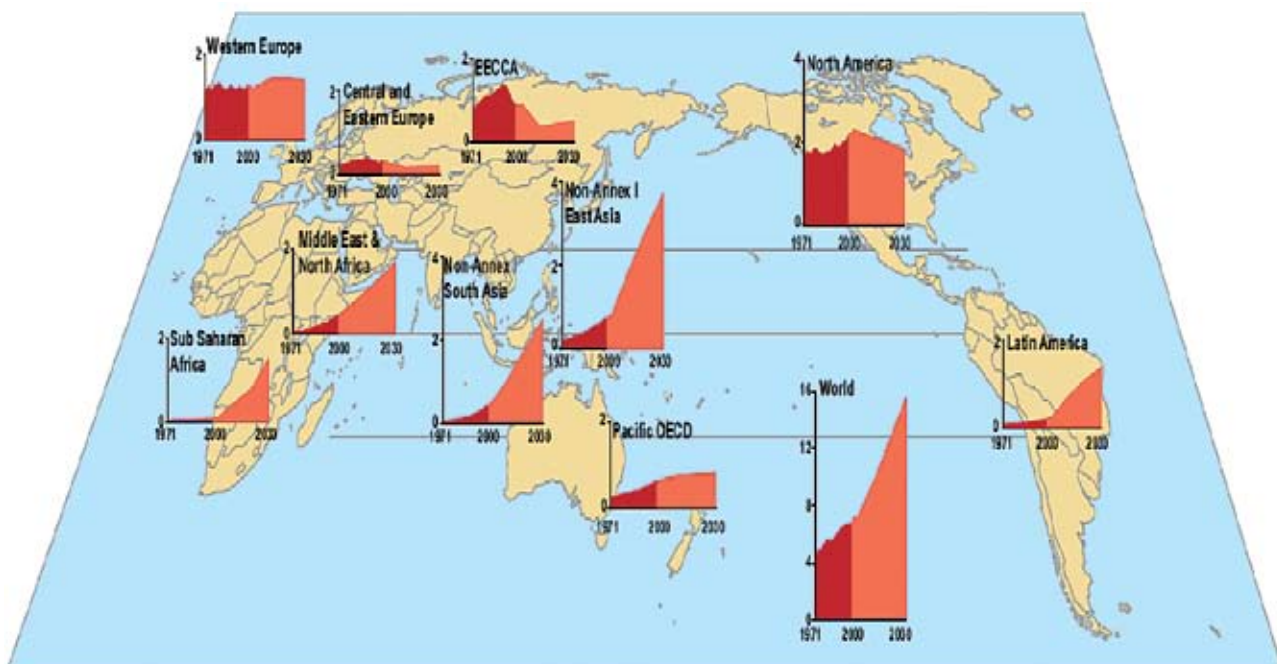 Western Europe
2
0
1971 2000 2030
Central and
Eastern Europe
2
0
1971 2000 2030
EECCA
2
0
1971 2000 2030
North America
4
2
0
1971 2000 2030
Non-Annex I
East Asia
4
2
0
1971 2000 2030
Middle East &
North Africa
2
0
1971 2000 2030
Non-Annex I
South Asia
4
2
0
1971 2000 2030
Sub Saharan
Africa
2
0
1971 2000 2030
Pacific OECD
2
0
1971 2000 2030
World
16
12
8
4
0
1971 2000 2030
Latin America
2
0
1971 2000 2030